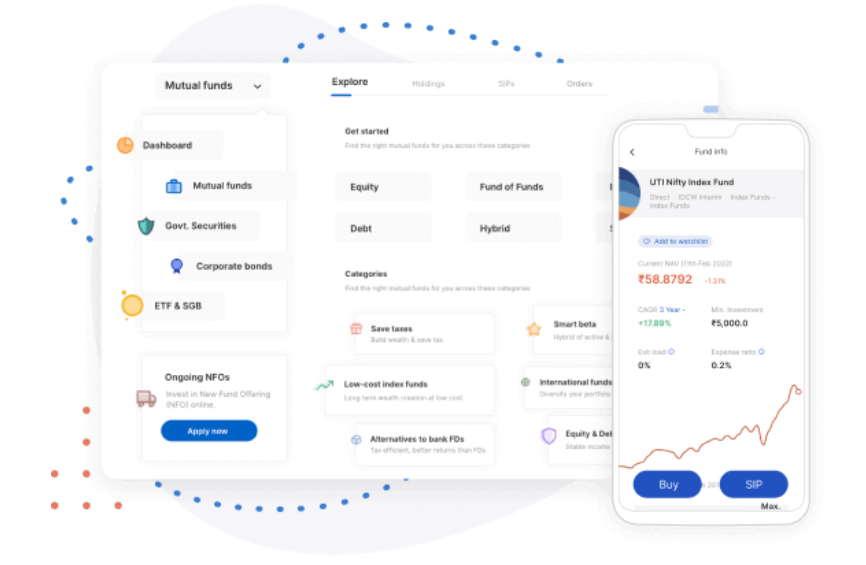 Mutual funds
Explore
Holdings
SIPs
Orders
Dashboard
Mutual funds
Govt. Securities
Corporate bonds
ETF & SGB
Ongoing NFOs
Invest in New Fund Offering
(NFO) online.
Apply now
Get started
Find the right mutual funds for you across these categories
Equity
Fund of Funds
Debt
Hybrid
Categories
Find the right mutual funds for you across these categories
Save taxes
Build wealth & save tax
Smart beta
Hybrid of active &
Low-cost index funds
Long term wealth creation at low cost
International funds
Diversify your portfolio
Alternatives to bank FDs
Tax efficient, better returns than FDs
Equity & Det
Stable income
Fund info
UTI Nifty Index Fund
Direct · IDCW Interim · Index Funds -
Index Funds
Add to watchlist
Current NAV (11th Feb 2022)
₹58.8792 -1.31%
CAGR 3 Year -
+17.89%
Min. Investment
₹5,000.0
Exit load
0%
Expense ratio
0.2%
Buy
SIP
Max.